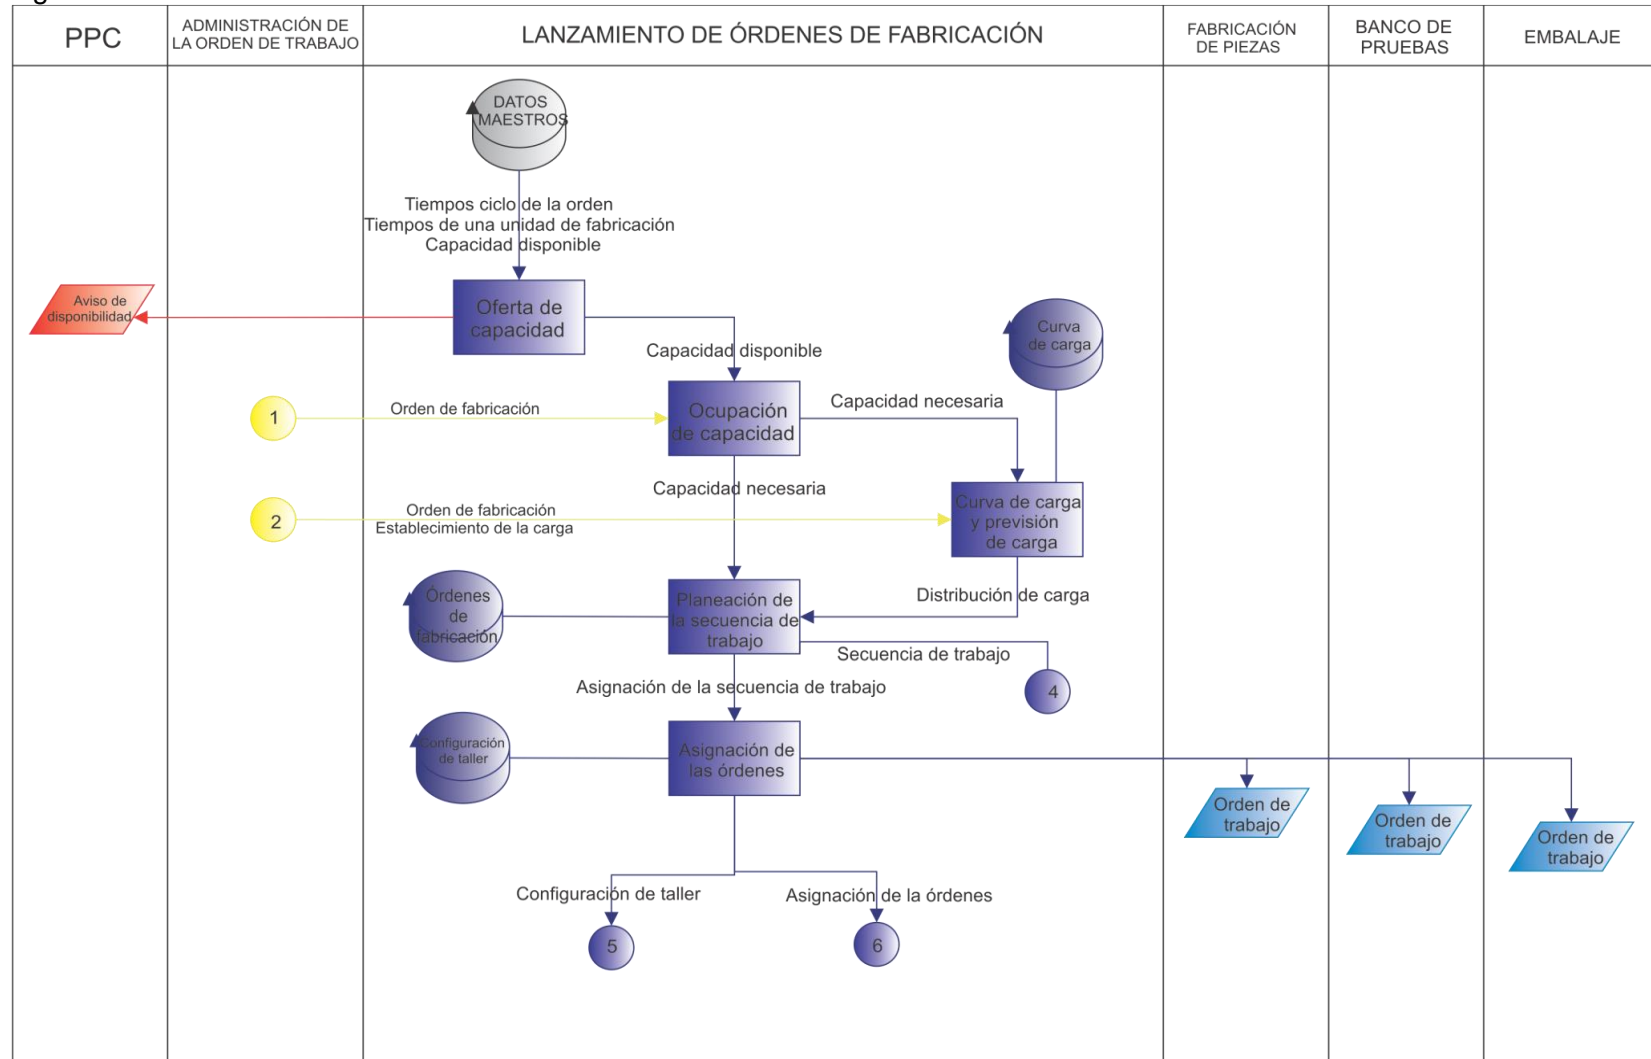 PPC
ADMINISTRACIÓN DE
LA ORDEN DE TRABAJO
LANZAMIENTO DE ÓRDENES DE FABRICACIÓN
FABRICACIÓN
DE PIEZAS
BANCO DE
PRUEBAS
EMBALAJE
DATOS
MAESTROS
Tiempos ciclo de la orden
Tiempos de una unidad de fabricación
Capacidad disponible
Aviso de
disponibilidad
Oferta de
capacidad
Curva
de carga
Capacidad disponible
1
Orden de fabricación
Ocupación
de capacidad
Capacidad necesaria
Capacidad necesaria
2
Orden de fabricación
Establecimiento de la carga
Curva de carga
y previsión
de carga
Órdenes
de
fabricación
Planeación de
la secuencia de
trabajo
Distribución de carga
Secuencia de trabajo
4
Asignación de la secuencia de trabajo
Configuración
de taller
Asignación de
las órdenes
Orden de
trabajo
Orden de
trabajo
Orden de
trabajo
Configuración de taller
Asignación de la órdenes
5
6